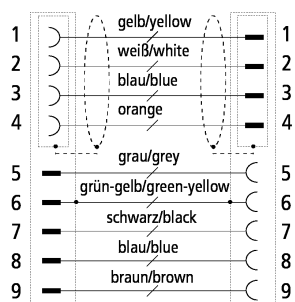 1 gelb/yellow 1
2 weiß/white 2
3 blau/blue 3
4 orange 4
5 grau/grey 5
6 grün-gelb/green-yellow 6
7 schwarz/black 7
8 blau/blue 8
9 braun/brown 9